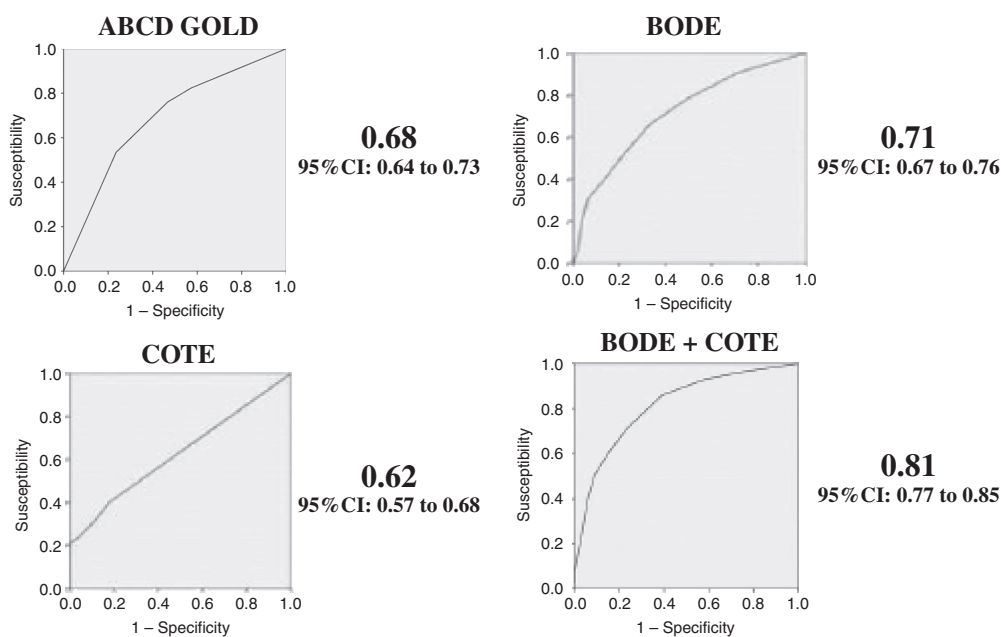 ABCD GOLD
1.0
0.8
0.6
0.4
0.2
0.0
Susceptibility
0.0 0.2 0.4 0.6 0.8 1.0
1 – Specificity
0.68
95%CI: 0.64 to 0.73
BODE
1.0
0.8
0.6
0.4
0.2
0.0
Susceptibility
0.0 0.2 0.4 0.6 0.8 1.0
1 – Specificity
0.71
95%CI: 0.67 to 0.76
COTE
1.0
0.8
0.6
0.4
0.2
0.0
Susceptibility
0.0 0.2 0.4 0.6 0.8 1.0
1 – Specificity
0.62
95%CI: 0.57 to 0.68
BODE + COTE
1.0
0.8
0.6
0.4
0.2
0.0
Susceptibility
0.0 0.2 0.4 0.6 0.8 1.0
1 – Specificity
0.81
95%CI: 0.77 to 0.85